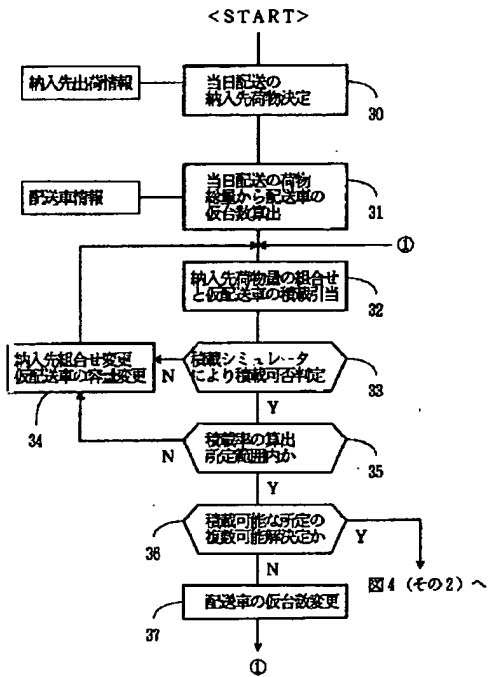 <START>
納入先出荷情報
当日配送の
納入先荷物決定
30
配送車情報
当日配送の荷物
総量から配送車の
仮台数算出
31
①
納入先荷物量の組合せ
と仮配送車の積載引当
32
納入先組合せ変更
仮配送車の容量変更
34
N
積載シミュレータ
により積載可否判定
33
Y
N
積載率の算出
所定範囲内か
35
Y
積載可能な所定の
複数可能解決定か
36
Y
N
図4(その2)へ
配送車の仮台数変更
37
①